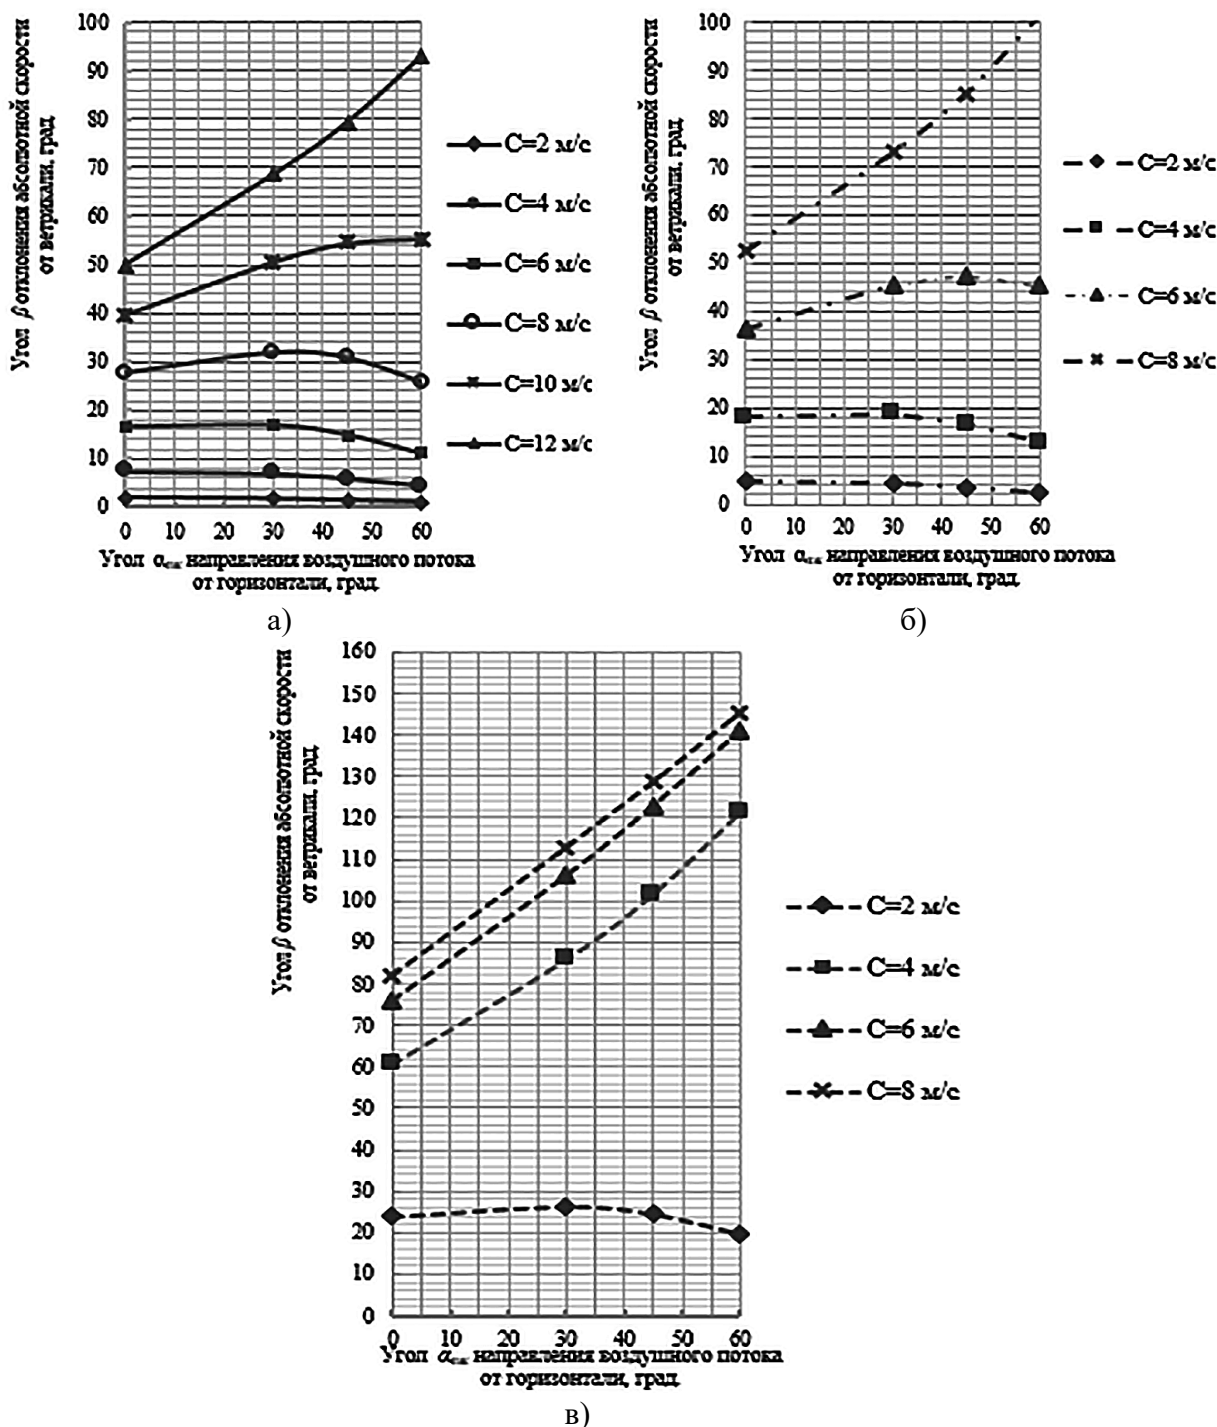 Угол β отклонения абсолютной скорости
от ветрикали, град.
100
90
80
70
60
50
40
30
20
10
0
0 10 20 30 40 50 60
Угол направления воздушного потока
от горизонтали, град.
C=2 м/с
C=4 м/с
C=6 м/с
C=8 м/с
C=10 м/с
C=12 м/с
а)
Угол β отклонения абсолютной скорости
от ветрикали, град
100
90
80
70
60
50
40
30
20
10
0
0 10 20 30 40 50 60
Угол направления воздушного потока
от горизонтали, град.
C=2 м/с
C=4 м/с
C=6 м/с
C=8 м/с
б)
Угол β отклонения абсолютной скорости
от ветрикали, град
160
150
140
130
120
110
100
90
80
70
60
50
40
30
20
10
0
0 10 20 30 40 50 60
Угол направления воздушного потока
от горизонтали, град.
C=2 м/с
C=4 м/с
C=6 м/с
C=8 м/с
в)